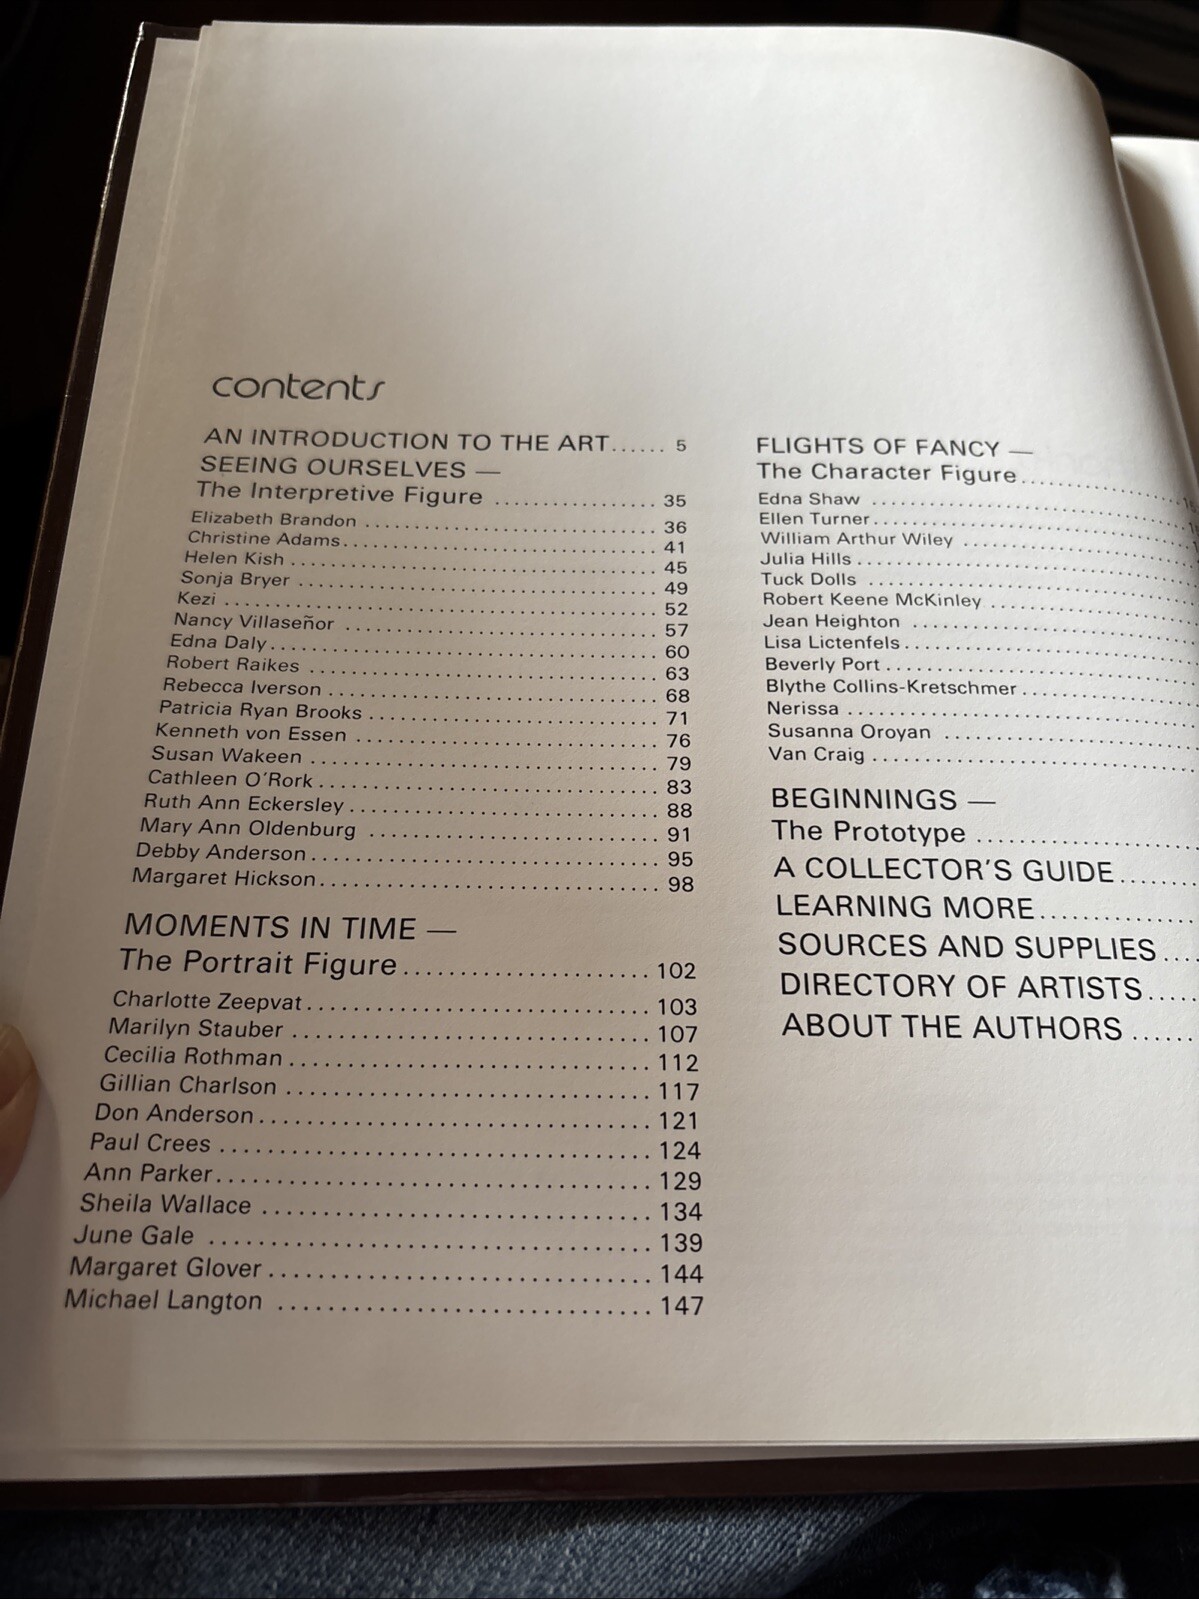 contents
AN INTRODUCTION TO THE ART...... 5
SEEING OURSELVES —
The Interpretive Figure .................. 35
Elizabeth Brandon .................. 36
Christine Adams .................. 41
Helen Kish .................. 45
Sonja Bryer .................. 49
Kezi .................. 52
Nancy Villaseñor .................. 57
Edna Daly .................. 60
Robert Raikes .................. 63
Rebecca Iverson .................. 68
Patricia Ryan Brooks .................. 71
Kenneth von Essen .................. 76
Susan Wakeen .................. 79
Cathleen O'Rork .................. 83
Ruth Ann Eckersley .................. 88
Mary Ann Oldenburg .................. 91
Debby Anderson .................. 95
Margaret Hickson .................. 98
MOMENTS IN TIME —
The Portrait Figure .................. 102
Charlotte Zeepvat .................. 103
Marilyn Stauber .................. 107
Cecilia Rothman .................. 112
Gillian Charlson .................. 117
Don Anderson .................. 121
Paul Crees .................. 124
Ann Parker .................. 129
Sheila Wallace .................. 134
June Gale .................. 139
Margaret Glover .................. 144
Michael Langton .................. 147
FLIGHTS OF FANCY —
The Character Figure ..................
Edna Shaw ..................
Ellen Turner ..................
William Arthur Wiley ..................
Julia Hills ..................
Tuck Dolls ..................
Robert Keene McKinley ..................
Jean Heighton ..................
Lisa Lictenfels ..................
Beverly Port ..................
Blythe Collins-Kretschmer ..................
Nerissa ..................
Susanna Oroyan ..................
Van Craig ..................
BEGINNINGS —
The Prototype ..................
A COLLECTOR'S GUIDE ........
LEARNING MORE ..............
SOURCES AND SUPPLIES ....
DIRECTORY OF ARTISTS .....
ABOUT THE AUTHORS ......